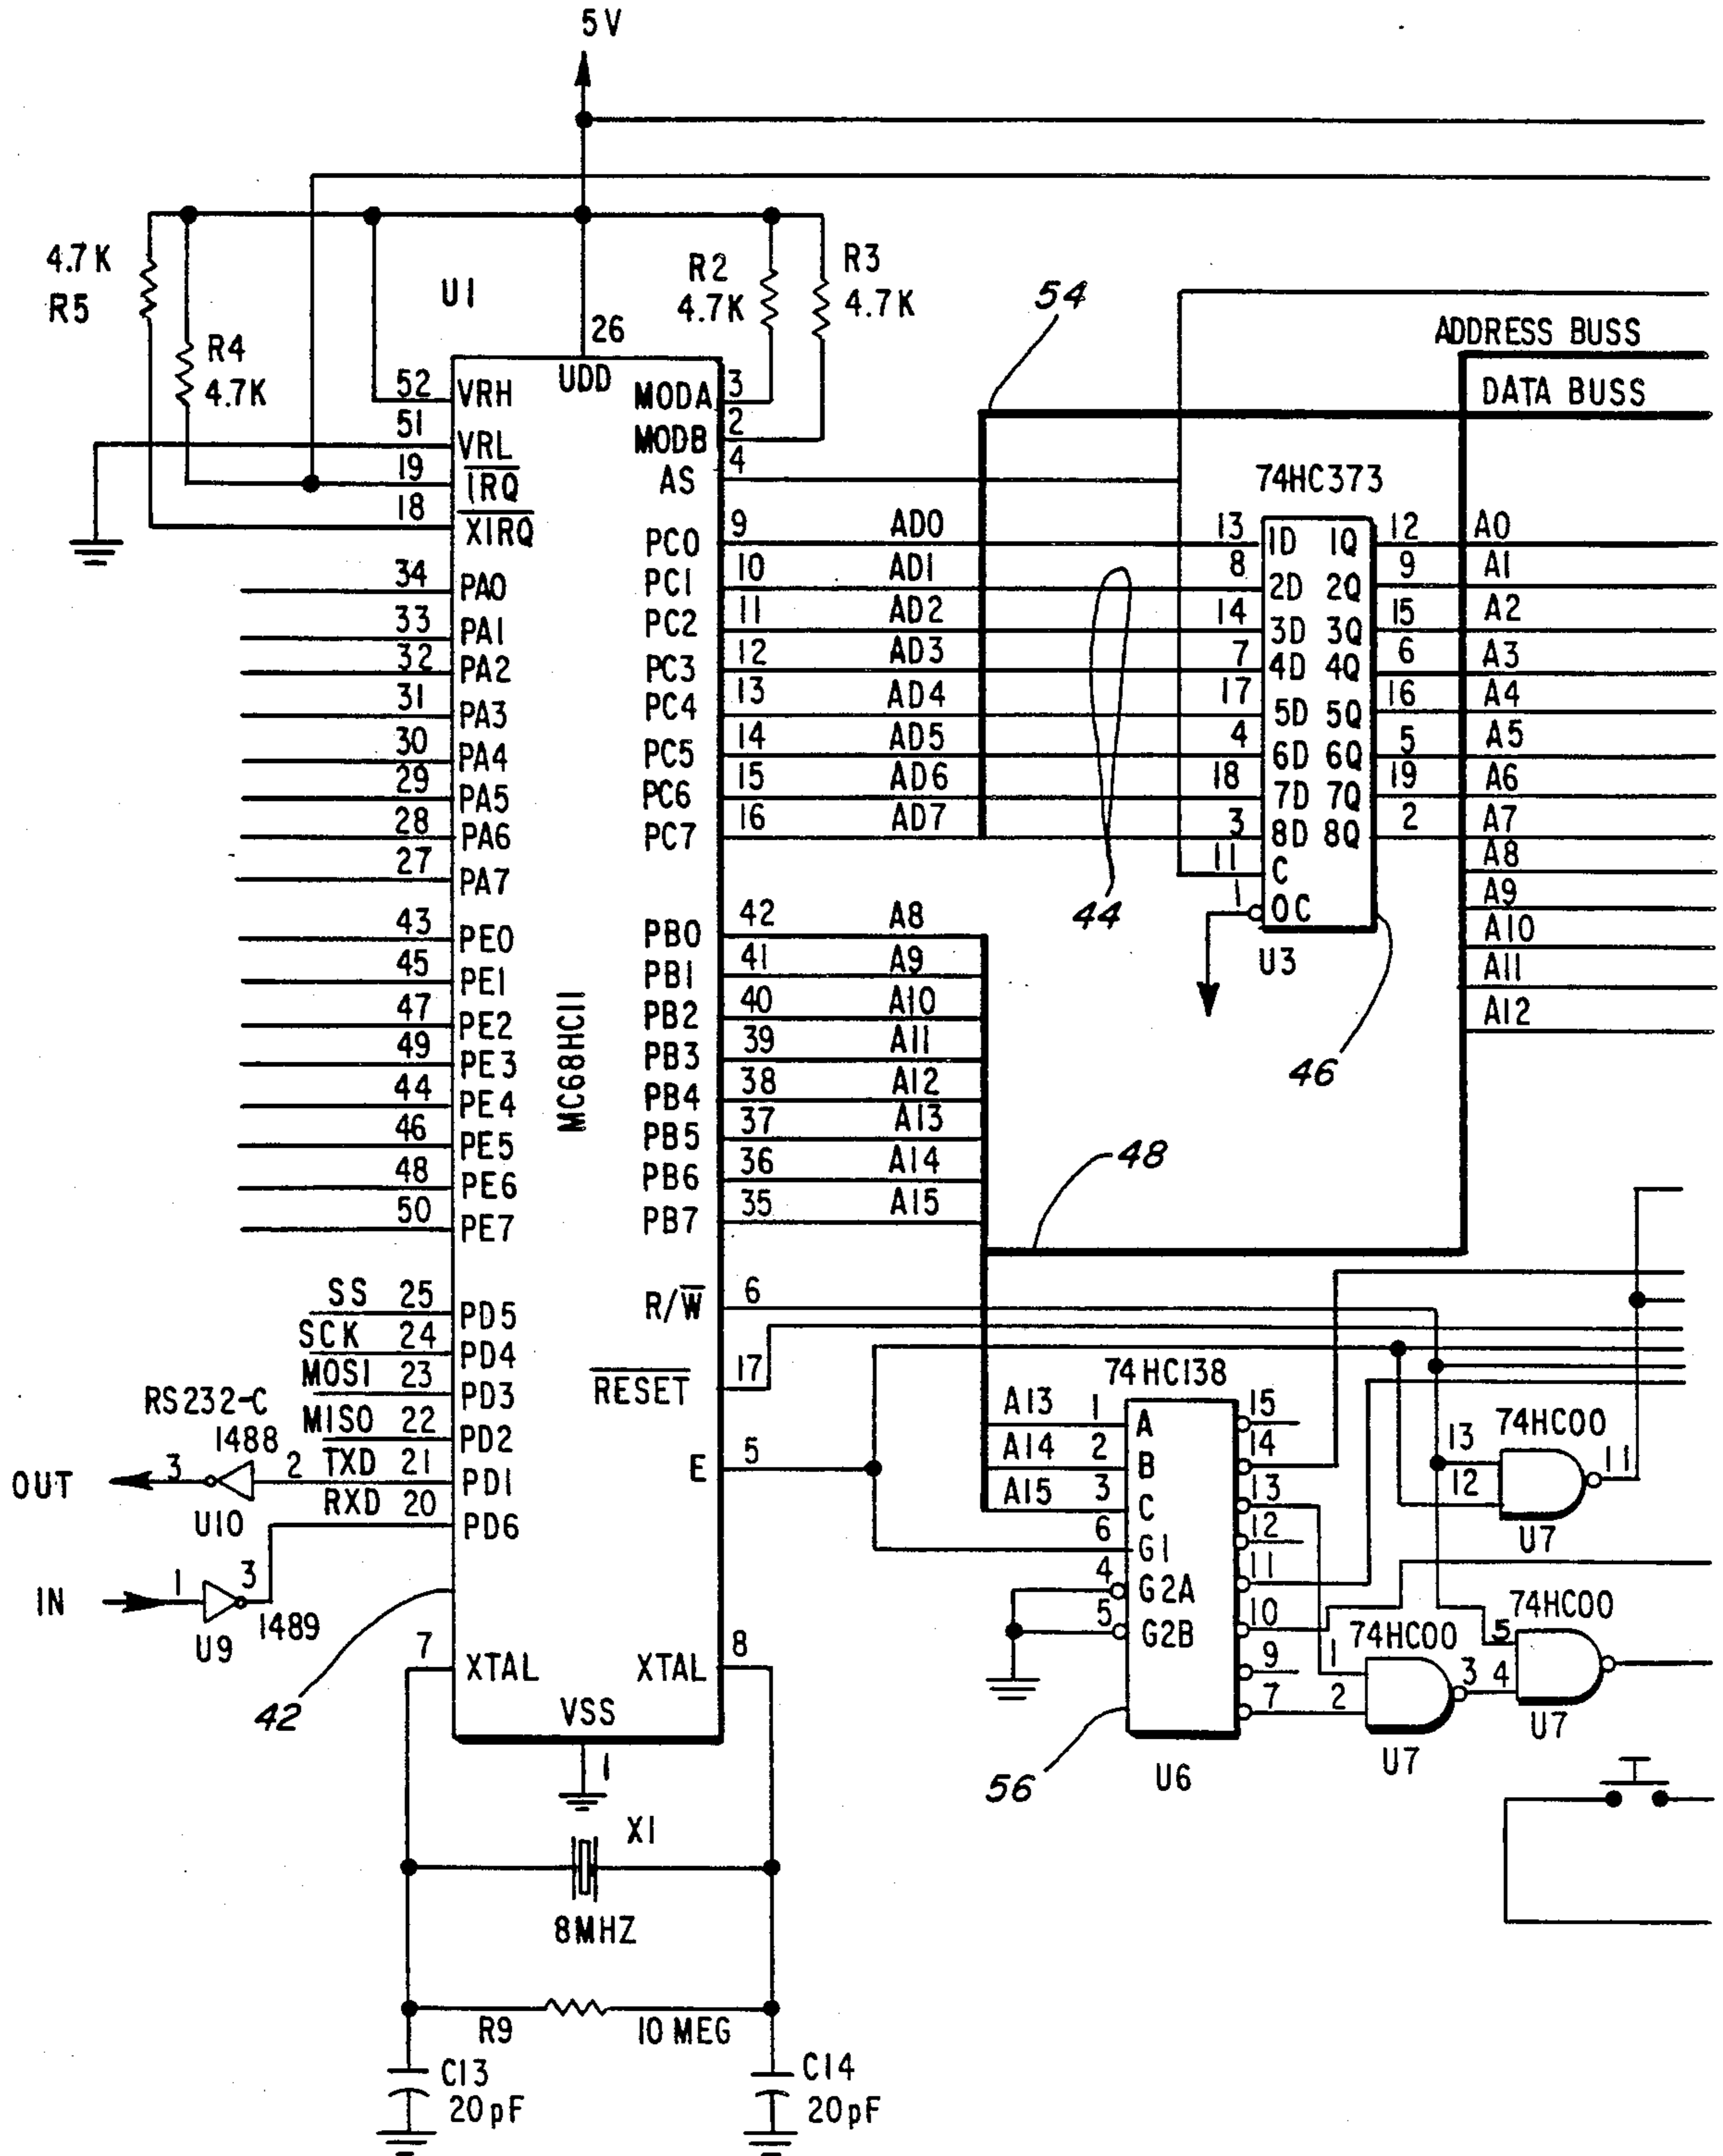 5V
4.7K
R5
R4
4.7K
U1
26
R2
4.7K
R3
4.7K
54
ADDRESS BUSS
DATA BUSS
UDD
52 VRH
51 VRL
19 IRQ
18 XIRQ
34 PA0
33 PA1
32 PA2
31 PA3
30 PA4
29 PA5
28 PA6
27 PA7
43 PE0
45 PE1
47 PE2
49 PE3
44 PE4
46 PE5
48 PE6
50 PE7
SS 25 PD5
SCK 24 PD4
MOSI 23 PD3
MISO 22 PD2
TXD 21 PD1
RXD 20 PD6
RS232-C
1488
OUT 3 2
U10
IN 1 3
U9 1489
42
7 XTAL
XTAL 8
VSS
1
MC68HC11
MODA 3
MODB 2
AS 4
PC0 9 AD0
PC1 10 AD1
PC2 11 AD2
PC3 12 AD3
PC4 13 AD4
PC5 14 AD5
PC6 15 AD6
PC7 16 AD7
PB0 42 A8
PB1 41 A9
PB2 40 A10
PB3 39 A11
PB4 38 A12
PB5 37 A13
PB6 36 A14
PB7 35 A15
R/W 6
RESET 17
E 5
44
74HC373
13 1D 1Q 12 A0
8 2D 2Q 9 A1
14 3D 3Q 15 A2
7 4D 4Q 6 A3
17 5D 5Q 16 A4
4 6D 6Q 5 A5
18 7D 7Q 19 A6
3 8D 8Q 2 A7
11 C
1 OC
U3
46
A8
A9
A10
A11
A12
48
74HC138
A13 1 A 15
A14 2 B 14
A15 3 C 13
6 G1 12
4 G2A 11
5 G2B 10
9
7
56
U6
74HC00
13
12
11
U7
74HC00
1
2
3
U7
74HC00
5
4
U7
X1
8MHZ
R9 10 MEG
C13
20pF
C14
20pF